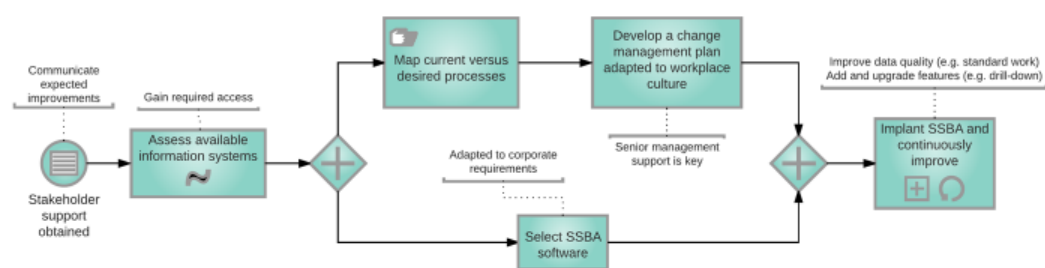 Communicate
expected
improvements
Stakeholder
support
obtained
Gain required access
Assess available
information systems
Map current versus
desired processes
Develop a change
management plan
adapted to workplace
culture
Senior management
support is key
Adapted to corporate
requirements
Select SSBA
software
Improve data quality (e.g. standard work)
Add and upgrade features (e.g. drill-down)
Implant SSBA and
continuously
improve